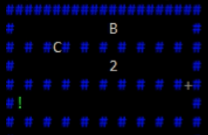 #####################
#          B        #
# # #C# # # # # # # #
#          2        #
# # # # # # # # # #+#
#!                  #
# # # # # # # # # # #